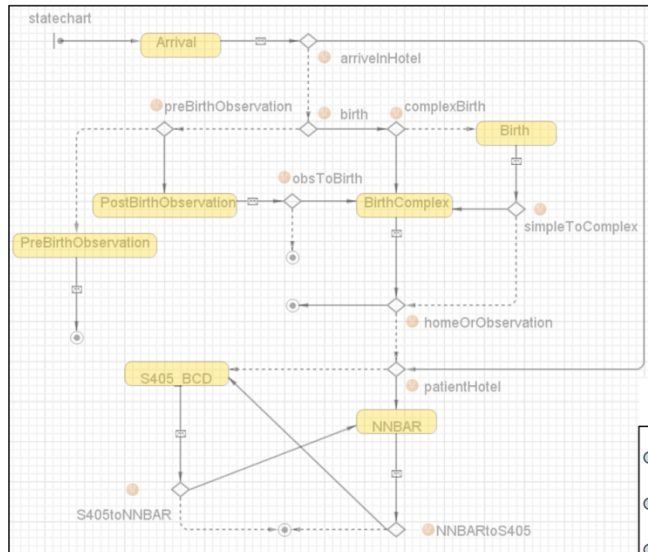 statechart
Arrival
arriveInHotel
preBirthObservation
birth
complexBirth
Birth
obsToBirth
PostBirthObservation
BirthComplex
simpleToComplex
PreBirthObservation
homeOrObservation
S405_BCD
patientHotel
NNBAR
S405toNNBAR
NNBARtoS405